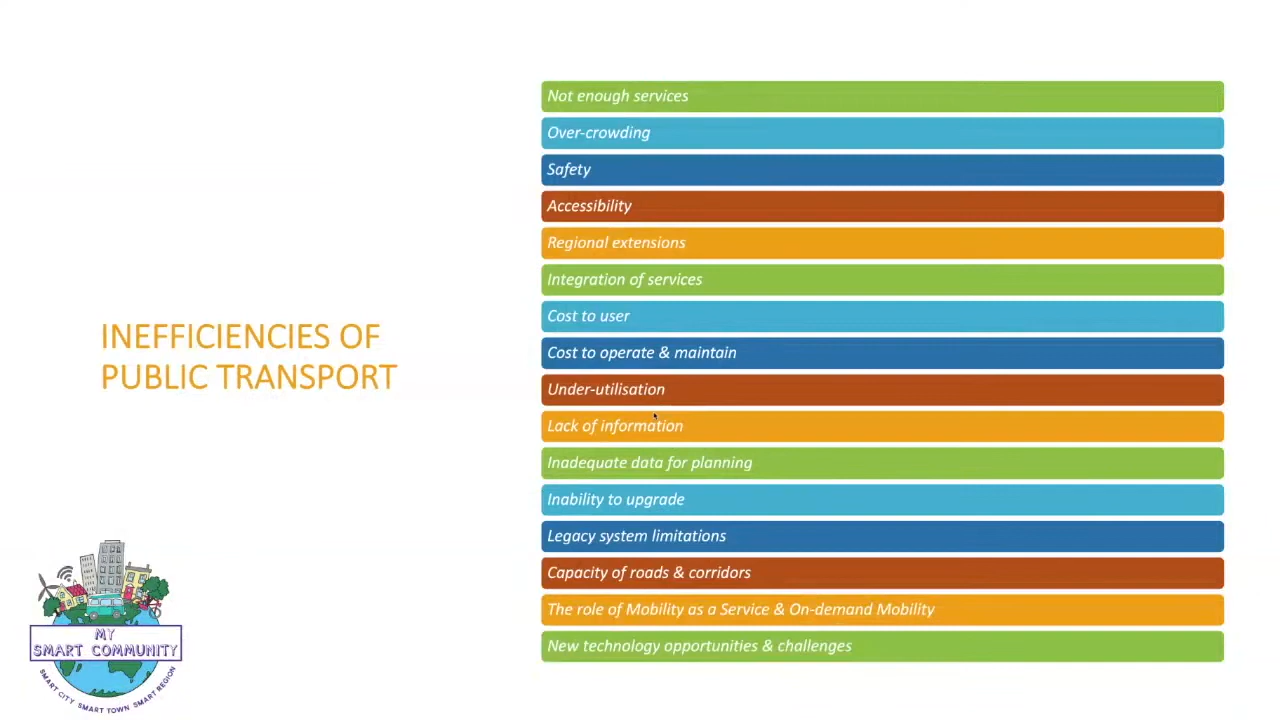 INEFFICIENCIES OF
PUBLIC TRANSPORT
Not enough services
Over-crowding
Safety
Accessibility
Regional extensions
Integration of services
Cost to user
Cost to operate & maintain
Under-utilisation
Lack of information
Inadequate data for planning
Inability to upgrade
Legacy system limitations
Capacity of roads & corridors
The role of Mobility as a Service & On-demand Mobility
New technology opportunities & challenges
MY
SMART COMMUNITY
SMART CITY SMART TOWN SMART REGION